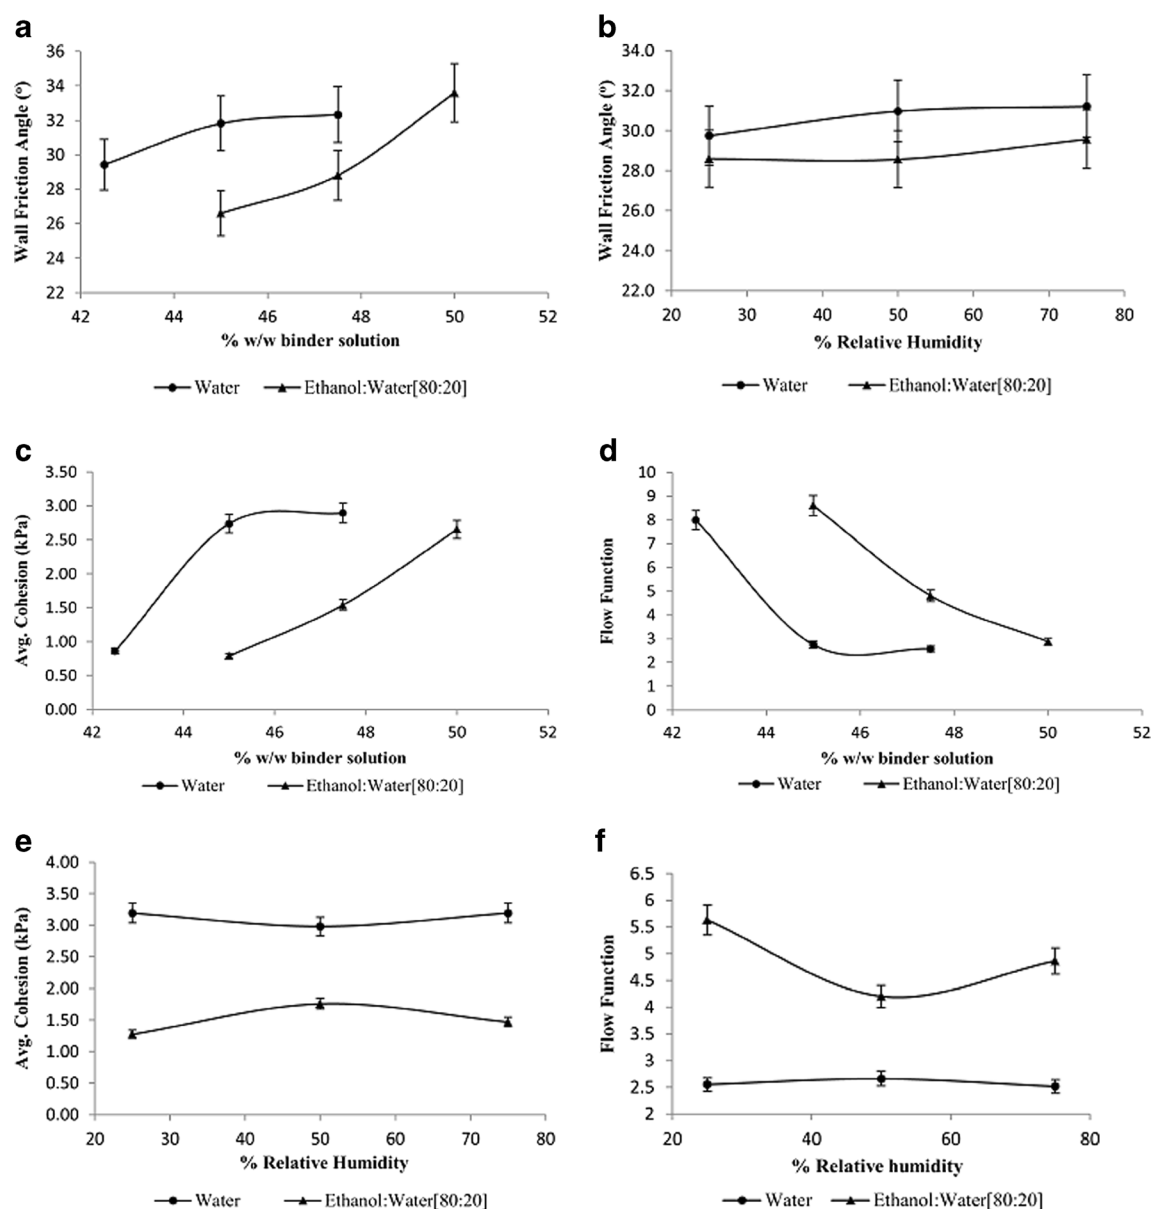 a
36
34
32
30
28
26
24
22
Wall Friction Angle (°)
42 44 46 48 50 52
% w/w binder solution
Water Ethanol:Water[80:20]
b
34.0
32.0
30.0
28.0
26.0
24.0
22.0
Wall Friction Angle (°)
20 30 40 50 60 70 80
% Relative Humidity
Water Ethanol:Water[80:20]
c
3.50
3.00
2.50
2.00
1.50
1.00
0.50
0.00
Avg. Cohesion (kPa)
42 44 46 48 50 52
% w/w binder solution
Water Ethanol:Water[80:20]
d
10
9
8
7
6
5
4
3
2
1
0
Flow Function
42 44 46 48 50 52
% w/w binder solution
Water Ethanol:Water[80:20]
e
4.00
3.50
3.00
2.50
2.00
1.50
1.00
0.50
0.00
Avg. Cohesion (kPa)
20 30 40 50 60 70 80
% Relative Humidity
Water Ethanol:Water[80:20]
f
6.5
6
5.5
5
4.5
4
3.5
3
2.5
2
Flow Function
20 40 60 80
% Relative humidity
Water Ethanol:Water[80:20]